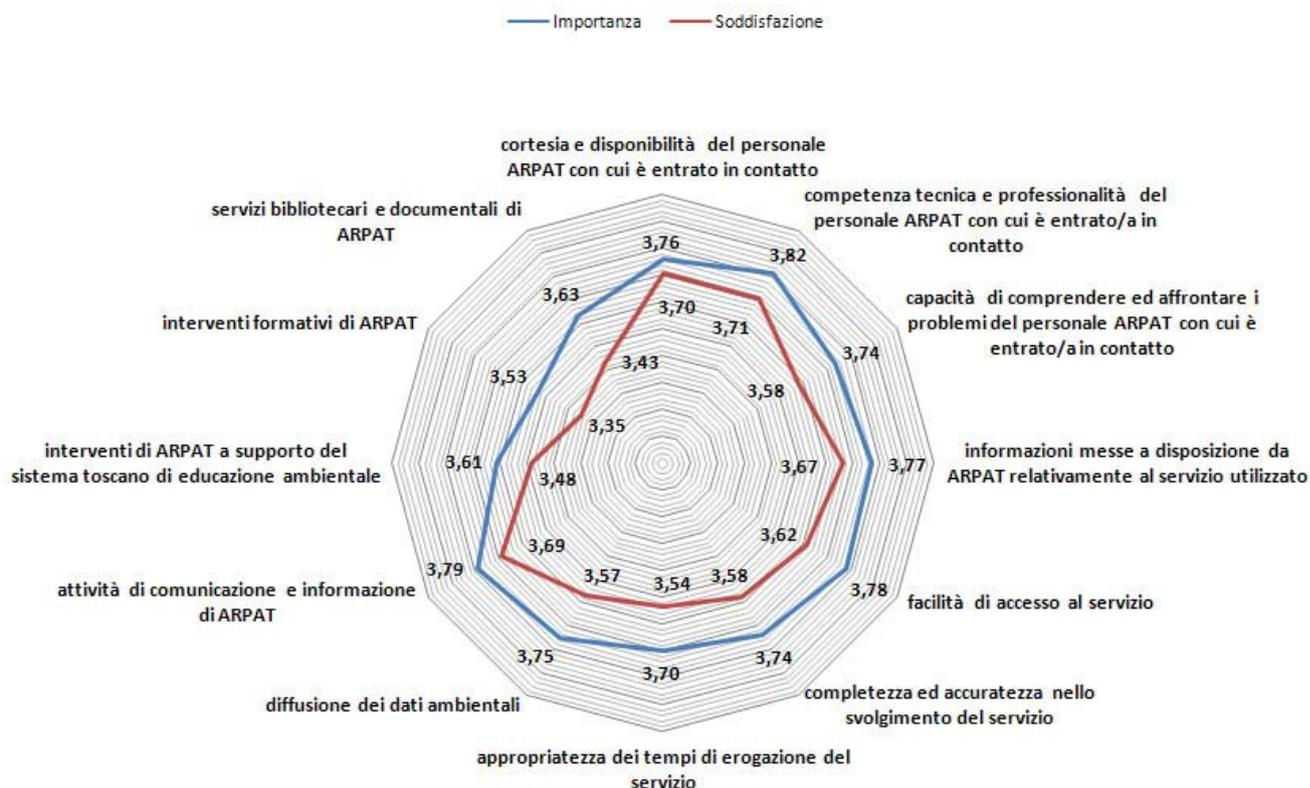 Importanza Soddisfazione
cortesia e disponibilità del personale
ARPAT con cui è entrato in contatto
competenza tecnica e professionalità del
personale ARPAT con cui è entrato/a in
contatto
capacità di comprendere ed affrontare i
problemi del personale ARPAT con cui è
entrato/a in contatto
informazioni messe a disposizione da
ARPAT relativamente al servizio utilizzato
facilità di accesso al servizio
completezza ed accuratezza nello
svolgimento del servizio
appropriatezza dei tempi di erogazione del
servizio
diffusione dei dati ambientali
attività di comunicazione e informazione
di ARPAT
interventi di ARPAT a supporto del
sistema toscano di educazione ambientale
interventi formativi di ARPAT
servizi bibliotecari e documentali di
ARPAT
3,76
3,82
3,74
3,77
3,78
3,74
3,70
3,75
3,79
3,61
3,53
3,63
3,70
3,71
3,58
3,67
3,62
3,58
3,54
3,57
3,69
3,48
3,35
3,43